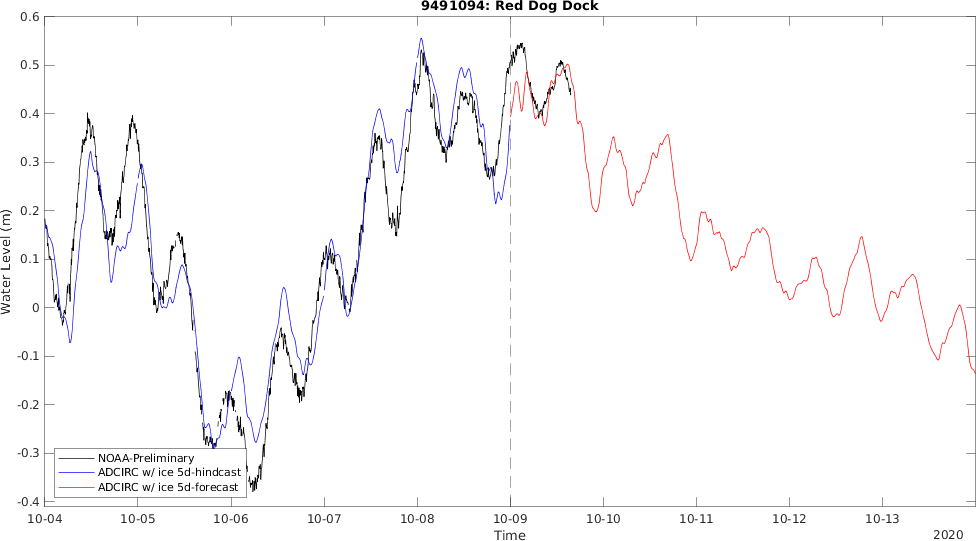 9491094: Red Dog Dock
0.6
0.5
0.4
0.3
0.2
0.1
0
-0.1
-0.2
-0.3
-0.4
Water Level (m)
NOAA-Preliminary
ADCIRC w/ ice 5d-hindcast
ADCIRC w/ ice 5d-forecast
10-04 10-05 10-06 10-07 10-08 10-09 10-10 10-11 10-12 10-13
Time
2020